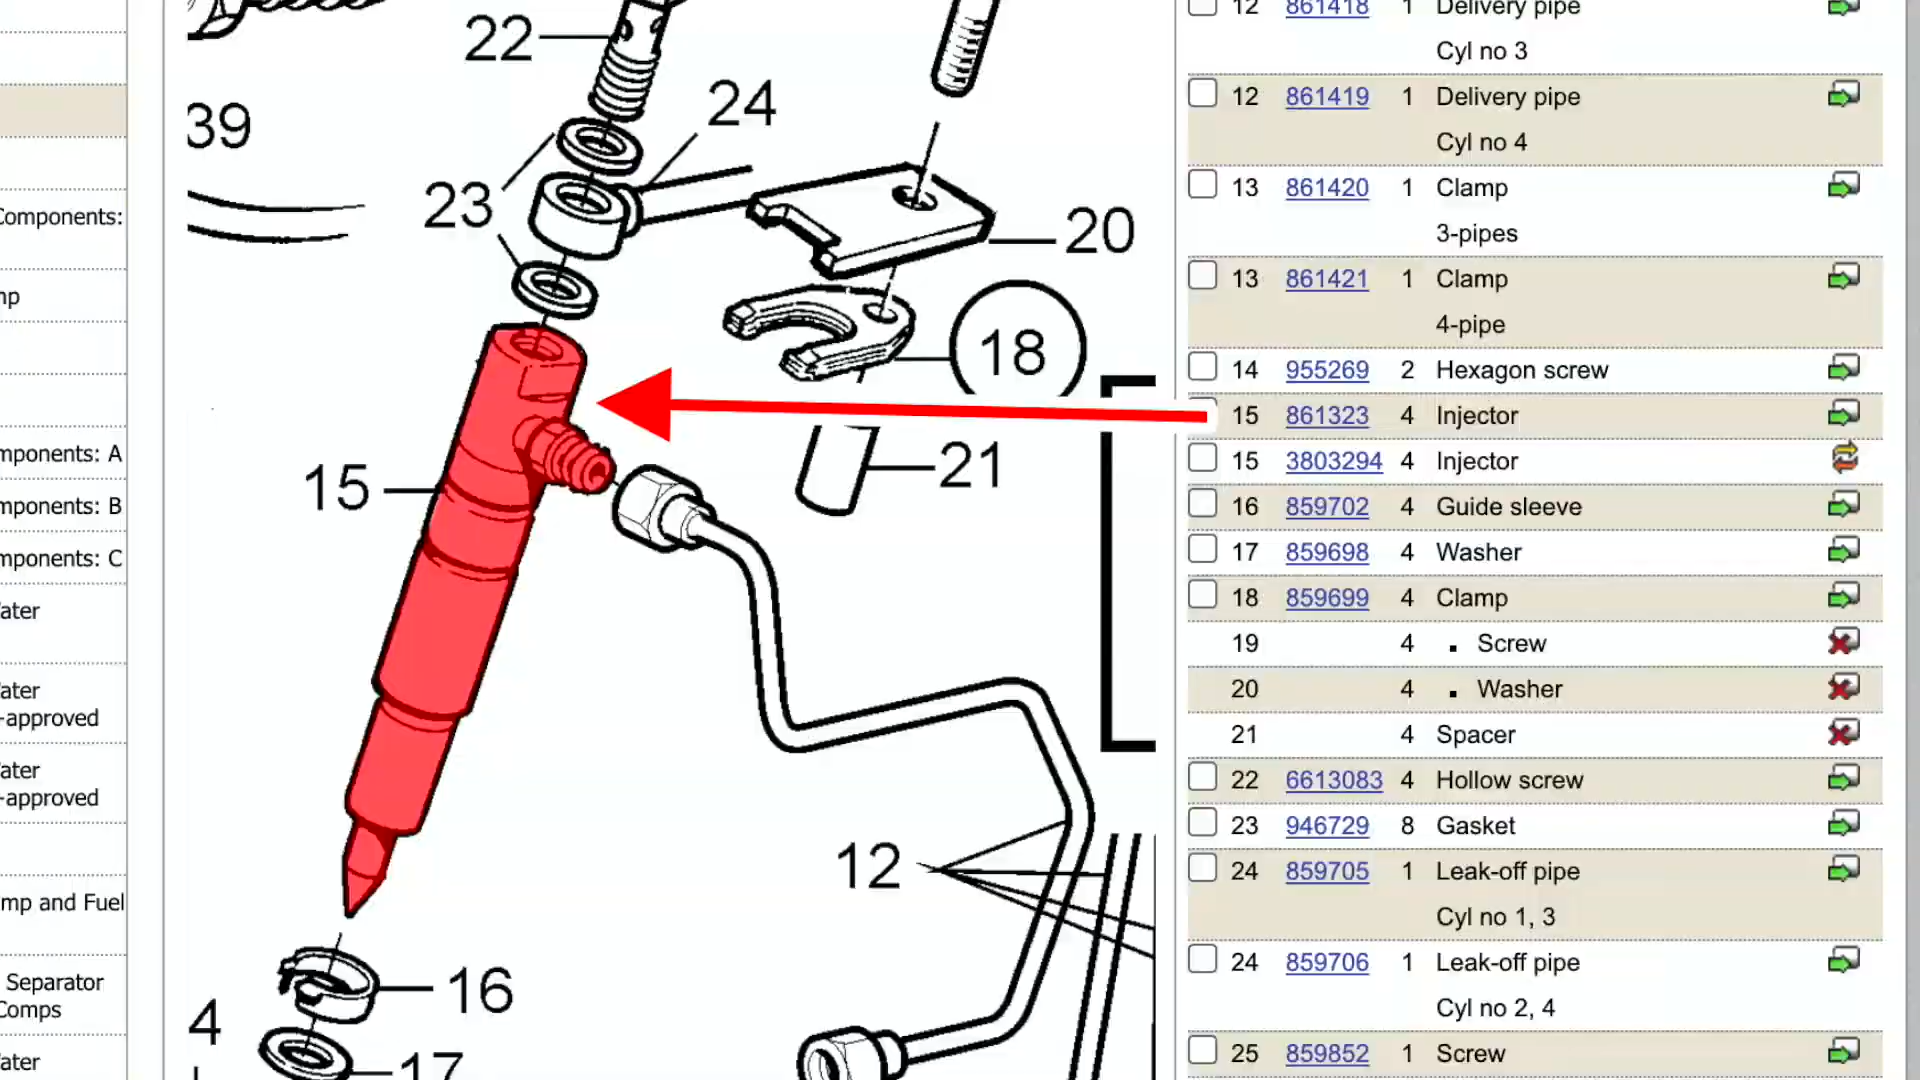 Components:
mp
mponents: A
mponents: B
mponents: C
ater
ater
-approved
ater
-approved
mp and Fuel
Separator
Comps
ater
22
24
39
23
20
18
15
21
12
16
4
17
12 861418 1 Delivery pipe
Cyl no 3
12 861419 1 Delivery pipe
Cyl no 4
13 861420 1 Clamp
3-pipes
13 861421 1 Clamp
4-pipe
14 955269 2 Hexagon screw
15 861323 4 Injector
15 3803294 4 Injector
16 859702 4 Guide sleeve
17 859698 4 Washer
18 859699 4 Clamp
19 4 ▪ Screw
20 4 ▪ Washer
21 4 Spacer
22 6613083 4 Hollow screw
23 946729 8 Gasket
24 859705 1 Leak-off pipe
Cyl no 1, 3
24 859706 1 Leak-off pipe
Cyl no 2, 4
25 859852 1 Screw